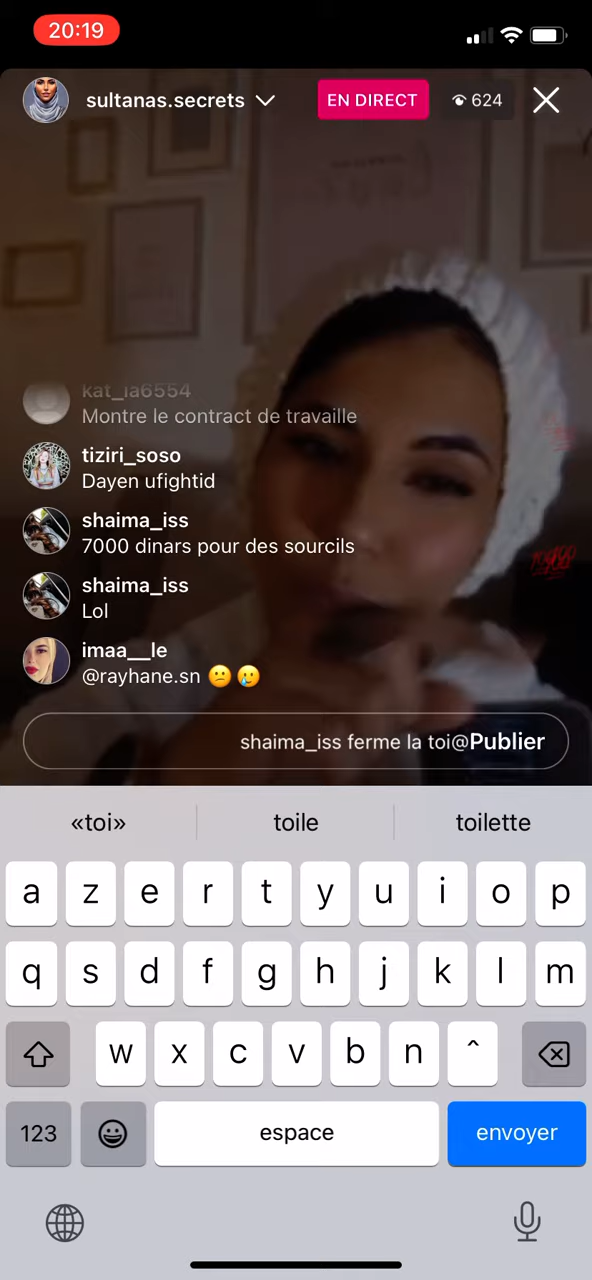 20:19
sultanas.secrets
EN DIRECT
624
kat_ia6554
Montre le contract de travaille
tiziri_soso
Dayen ufightid
shaima_iss
7000 dinars pour des sourcils
shaima_iss
Lol
imaa__le
@rayhane.sn 😕 🥲
shaima_iss ferme la toi@Publier
«toi» toile toilette
a z e r t y u i o p
q s d f g h j k l m
w x c v b n ^
123 espace envoyer